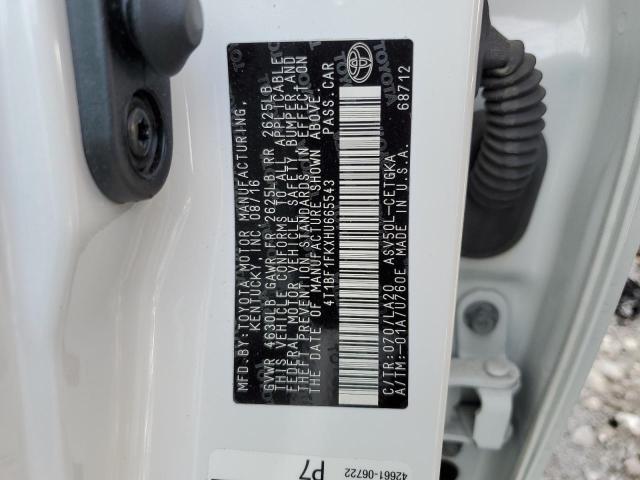 MFD.BY: TOYOTA MOTOR MANUFACTURING,
KENTUCKY, INC 08/16
GVWR 4630LB GAWR FR 2625LB RR 2625LB
THIS VEHICLE CONFORMS TO ALL APPLICABLE
FEDERAL MOTOR VEHICLE SAFETY BUMPER AND
THEFT PREVENTION STANDARDS IN EFFECT ON
THE DATE OF MANUFACTURE SHOWN ABOVE.
4T1BF1FKXHU665543 PASS.CAR
C/TR:070/LA20 ASV50L-CETGKA
A/TM:-01A/U760E MADE IN U.S.A.
68712
TOYOTA
42661-06722
P7